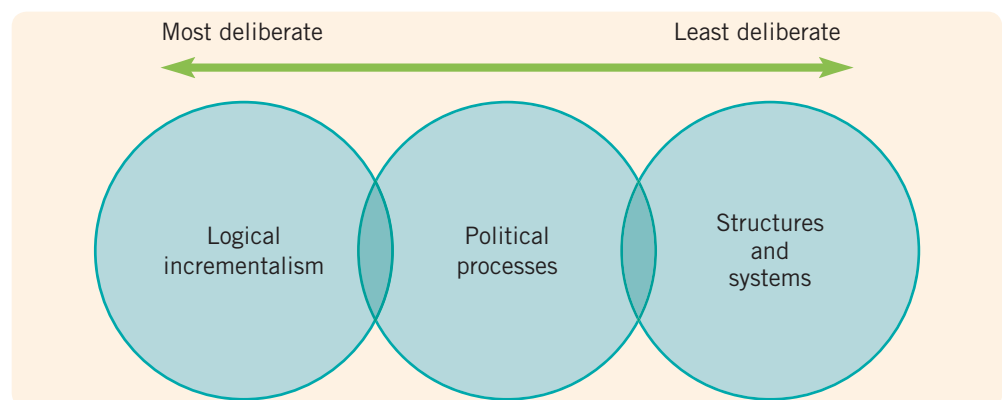 Most deliberate
Least deliberate
Logical
incrementalism
Political
processes
Structures
and
systems